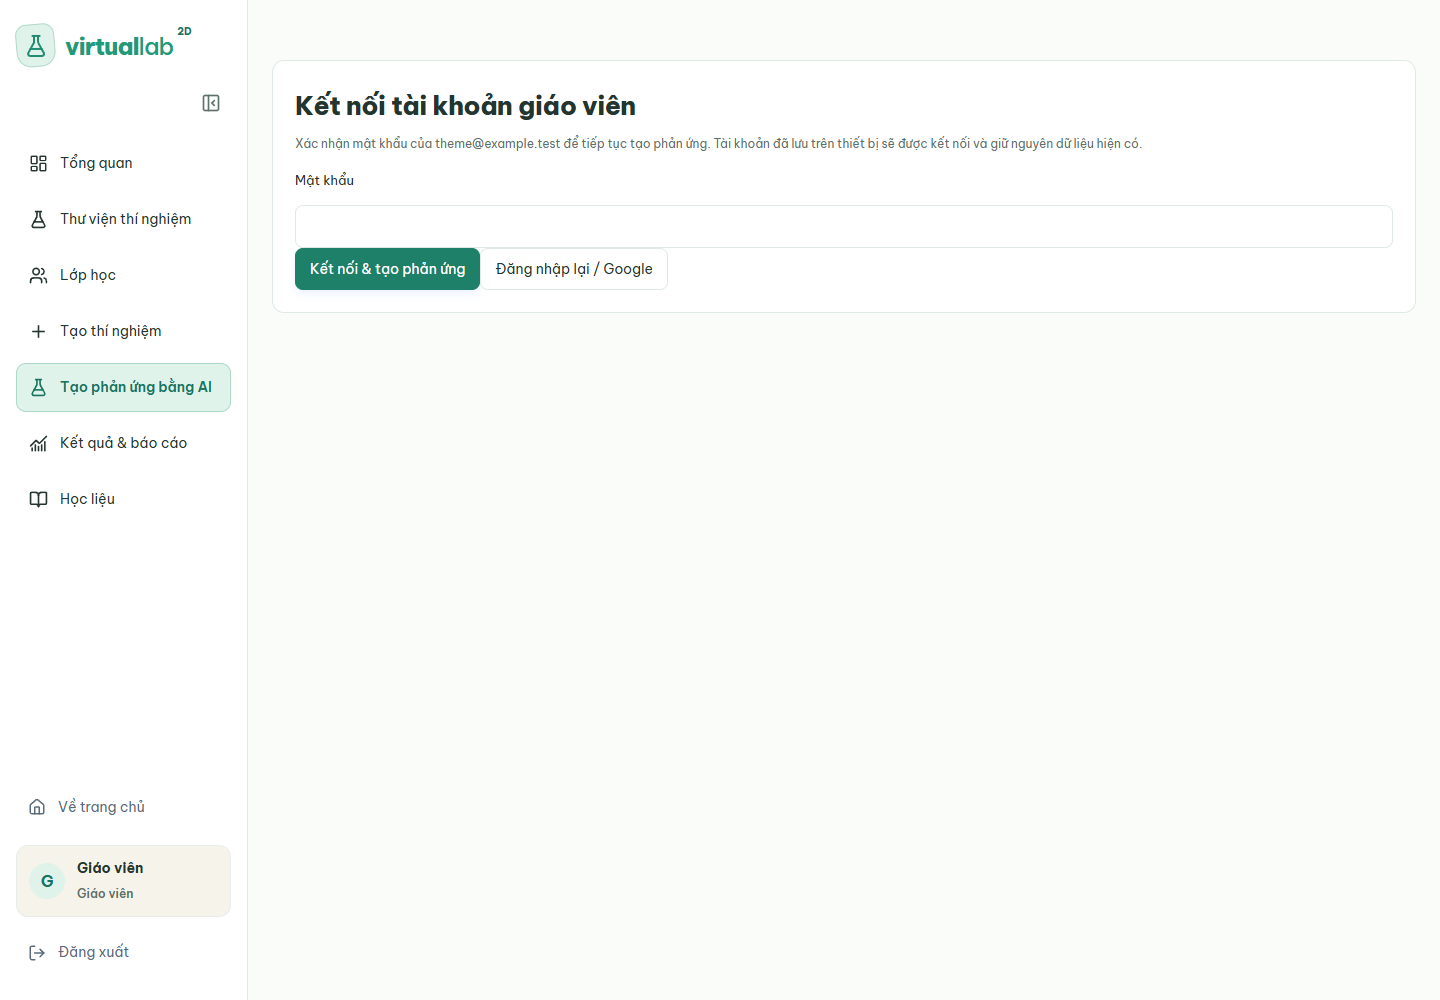 virtuallab 2D
Tổng quan
Thư viện thí nghiệm
Lớp học
Tạo thí nghiệm
Tạo phản ứng bằng AI
Kết quả & báo cáo
Học liệu
Về trang chủ
G
Giáo viên
Giáo viên
Đăng xuất
Kết nối tài khoản giáo viên
Xác nhận mật khẩu của theme@example.test để tiếp tục tạo phản ứng. Tài khoản đã lưu trên thiết bị sẽ được kết nối và giữ nguyên dữ liệu hiện có.
Mật khẩu
Kết nối & tạo phản ứng
Đăng nhập lại / Google